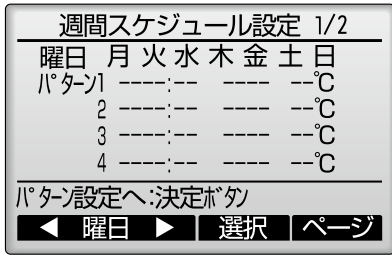 週間スケジュール設定 1/2
曜日 月 火 水 木 金 土 日
ﾊﾟﾀｰﾝ1 ----:-- ---- --℃
2 ----:-- ---- --℃
3 ----:-- ---- --℃
4 ----:-- ---- --℃
ﾊﾟﾀｰﾝ設定へ:決定ﾎﾞﾀﾝ
◀ 曜日 ▶ 選択 ページ